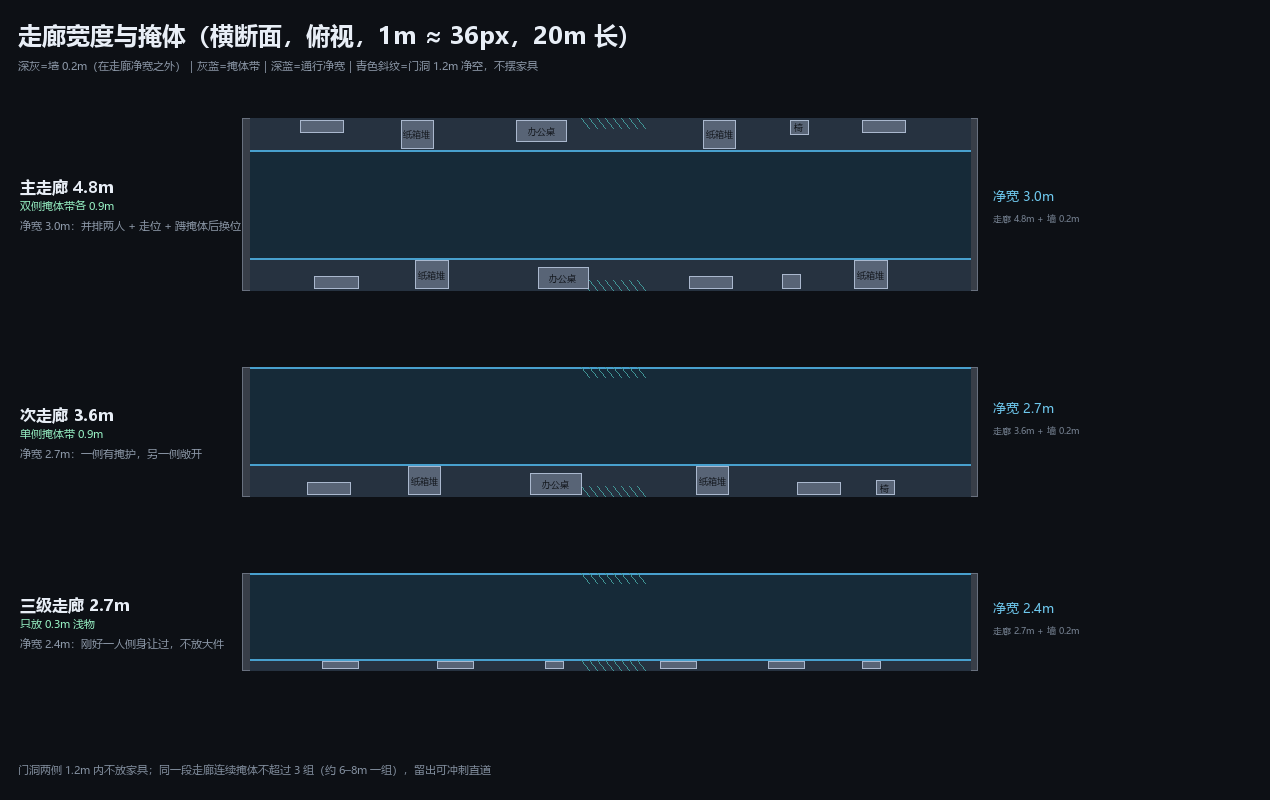 走廊宽度与掩体（横断面，俯视，1m ≈ 36px，20m 长）
深灰=墙 0.2m（在走廊净宽之外）｜灰蓝=掩体带｜深蓝=通行净宽｜青色斜纹=门洞 1.2m 净空，不摆家具
纸箱堆
办公桌
纸箱堆
椅
主走廊 4.8m
双侧掩体带各 0.9m
净宽 3.0m：并排两人 + 走位 + 蹲掩体后换位
净宽 3.0m
走廊 4.8m + 墙 0.2m
纸箱堆
办公桌
纸箱堆
次走廊 3.6m
单侧掩体带 0.9m
净宽 2.7m：一侧有掩护，另一侧敞开
净宽 2.7m
走廊 3.6m + 墙 0.2m
纸箱堆
办公桌
纸箱堆
椅
三级走廊 2.7m
只放 0.3m 浅物
净宽 2.4m：刚好一人侧身让过，不放大件
净宽 2.4m
走廊 2.7m + 墙 0.2m
门洞两侧 1.2m 内不放家具；同一段走廊连续掩体不超过 3 组（约 6–8m 一组），留出可冲刺直道